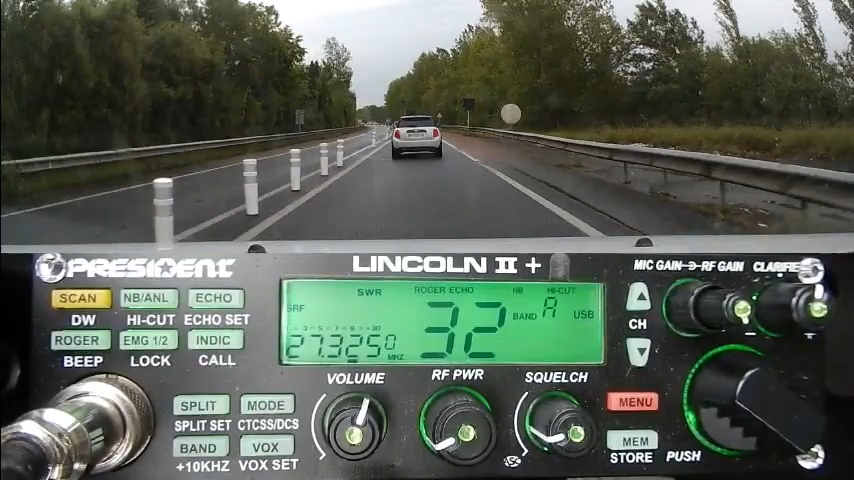 PRESIDENT
LINCOLN II +
MIC GAIN RF GAIN CLARIFIER
SCAN NB/ANL ECHO
DW HI-CUT ECHO SET
ROGER EMG 1/2 INDIC
BEEP LOCK CALL
SWR ROGER ECHO NB HI-CUT
32 BAND A USB
27.3250 MHZ
CH
VOLUME RF PWR SQUELCH
SPLIT MODE
SPLIT SET CTCSS/DCS
BAND VOX
+10KHZ VOX SET
ASC
MENU
MEM
STORE PUSH
- +